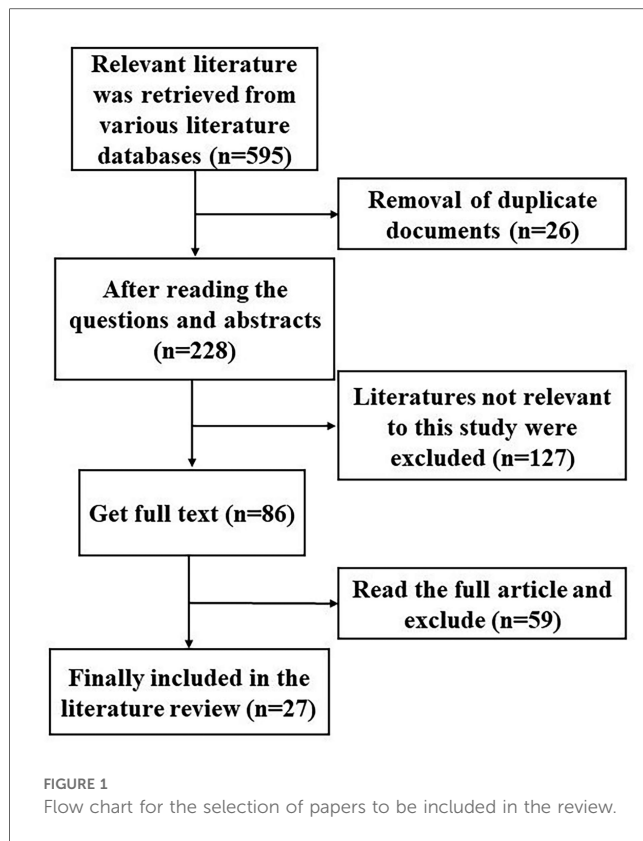 Relevant literature
was retrieved from
various literature
databases (n=595)
Removal of duplicate
documents (n=26)
After reading the
questions and abstracts
(n=228)
Literatures not relevant
to this study were
excluded (n=127)
Get full text (n=86)
Read the full article and
exclude (n=59)
Finally included in the
literature review (n=27)
FIGURE 1
Flow chart for the selection of papers to be included in the review.